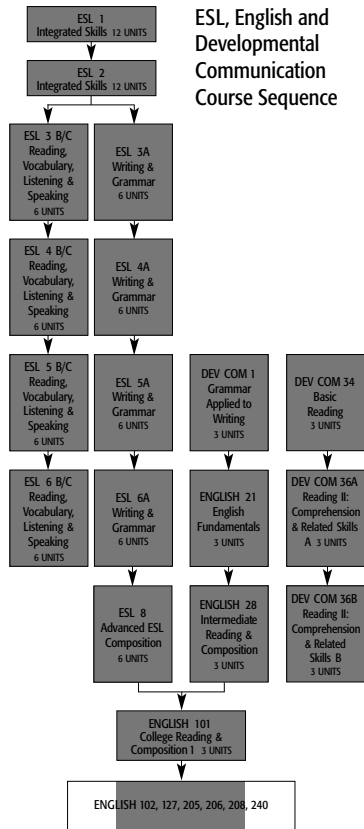 ESL, English and
Developmental
Communication
Course Sequence
ESL 1
Integrated Skills 12 UNITS
ESL 2
Integrated Skills 12 UNITS
ESL 3 B/C
Reading,
Vocabulary,
Listening &
Speaking
6 UNITS
ESL 3A
Writing &
Grammar
6 UNITS
ESL 4 B/C
Reading,
Vocabulary,
Listening &
Speaking
6 UNITS
ESL 4A
Writing &
Grammar
6 UNITS
ESL 5 B/C
Reading,
Vocabulary,
Listening &
Speaking
6 UNITS
ESL 5A
Writing &
Grammar
6 UNITS
DEV COM 1
Grammar
Applied to
Writing
3 UNITS
DEV COM 34
Basic
Reading
3 UNITS
ESL 6 B/C
Reading,
Vocabulary,
Listening &
Speaking
6 UNITS
ESL 6A
Writing &
Grammar
6 UNITS
ENGLISH 21
English
Fundamentals
3 UNITS
DEV COM 36A
Reading II:
Comprehension
& Related Skills
A 3 UNITS
ESL 8
Advanced ESL
Composition
6 UNITS
ENGLISH 28
Intermediate
Reading &
Composition
3 UNITS
DEV COM 36B
Reading II:
Comprehension
& Related
Skills B
3 UNITS
ENGLISH 101
College Reading &
Composition 1 3 UNITS
ENGLISH 102, 127, 205, 206, 208, 240